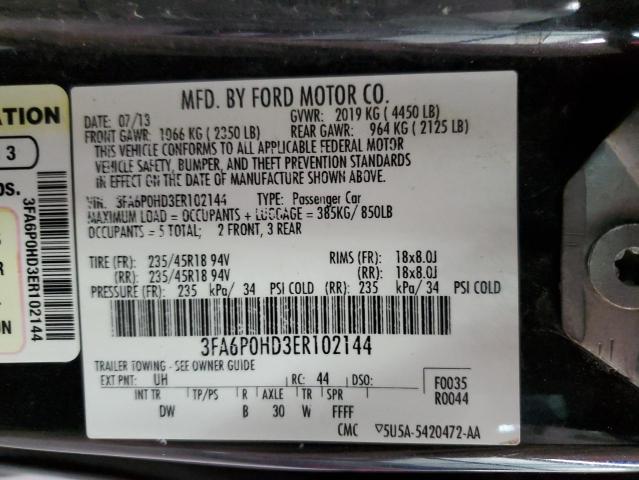 MFD. BY FORD MOTOR CO.
DATE: 07/13 GVWR: 2019 KG ( 4450 LB)
FRONT GAWR: 1066 KG ( 2350 LB) REAR GAWR: 964 KG ( 2125 LB)
THIS VEHICLE CONFORMS TO ALL APPLICABLE FEDERAL MOTOR
VEHICLE SAFETY, BUMPER, AND THEFT PREVENTION STANDARDS
IN EFFECT ON THE DATE OF MANUFACTURE SHOWN ABOVE.
VIN: 3FA6P0HD3ER102144 TYPE: Passenger Car
MAXIMUM LOAD = OCCUPANTS + LUGGAGE = 385KG/ 850LB
OCCUPANTS = 5 TOTAL; 2 FRONT, 3 REAR
TIRE (FR): 235/45R18 94V RIMS (FR): 18x8.0J
(RR): 235/45R18 94V (RR): 18x8.0J
PRESSURE (FR): 235 kPa/ 34 PSI COLD (RR): 235 kPa/ 34 PSI COLD
3FA6P0HD3ER102144
TRAILER TOWING - SEE OWNER GUIDE
EXT PNT: UH RC: 44 DSO: F0035
R0044
INT TR TP/PS R AXLE TR SPR
DW B 30 W FFFF
CMC 5U5A-5420472-AA
ATION
3
OS.
3FA6P0HD3ER102144
S
R
ON